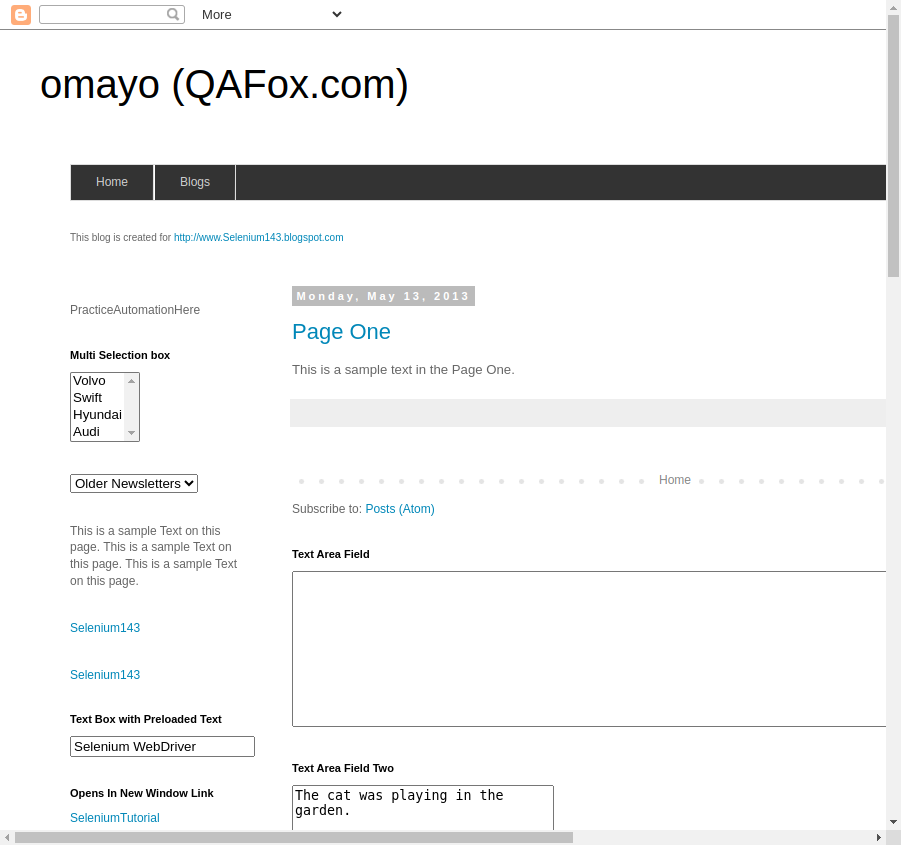 More
omayo (QAFox.com)
Home
Blogs
This blog is created for http://www.Selenium143.blogspot.com
PracticeAutomationHere
Multi Selection box
Volvo
Swift
Hyundai
Audi
Older Newsletters
This is a sample Text on this
page. This is a sample Text on
this page. This is a sample Text
on this page.
Selenium143
Selenium143
Text Box with Preloaded Text
Selenium WebDriver
Opens In New Window Link
SeleniumTutorial
Monday, May 13, 2013
Page One
This is a sample text in the Page One.
Home
Subscribe to: Posts (Atom)
Text Area Field
Text Area Field Two
The cat was playing in the
garden.